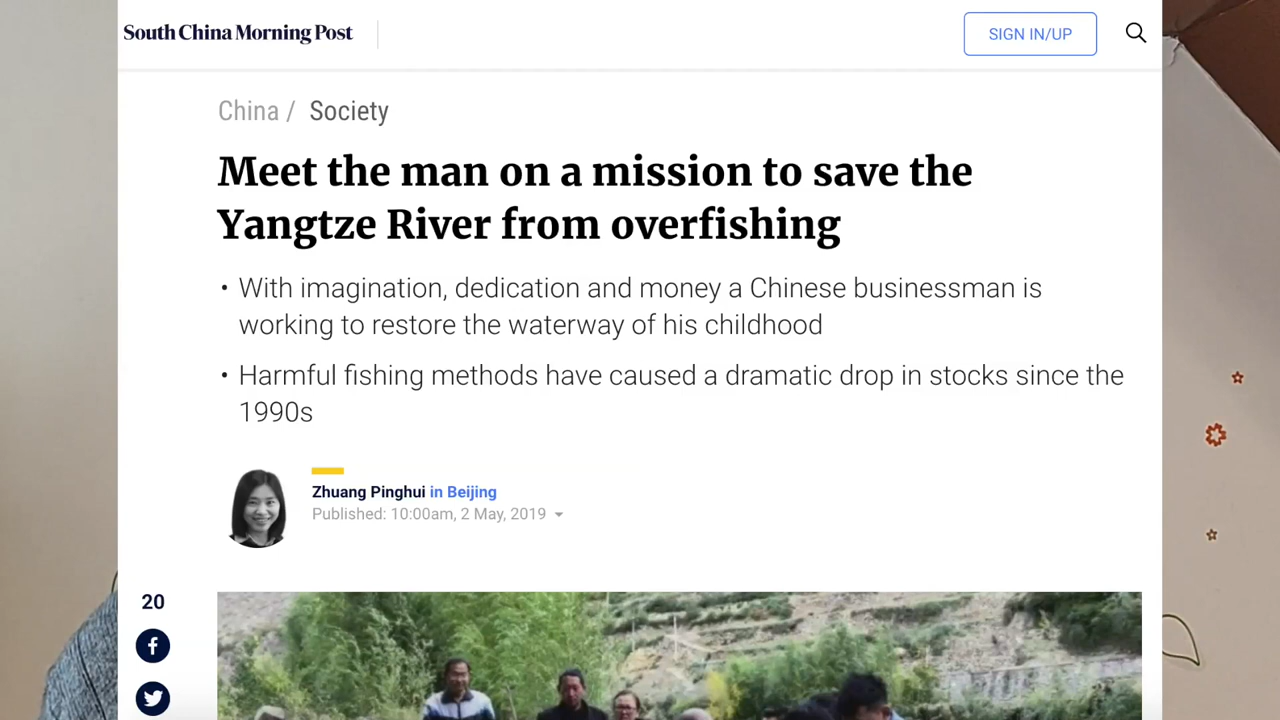 South China Morning Post
SIGN IN/UP
China / Society
Meet the man on a mission to save the
Yangtze River from overfishing
• With imagination, dedication and money a Chinese businessman is
working to restore the waterway of his childhood
• Harmful fishing methods have caused a dramatic drop in stocks since the
1990s
Zhuang Pinghui in Beijing
Published: 10:00am, 2 May, 2019
20